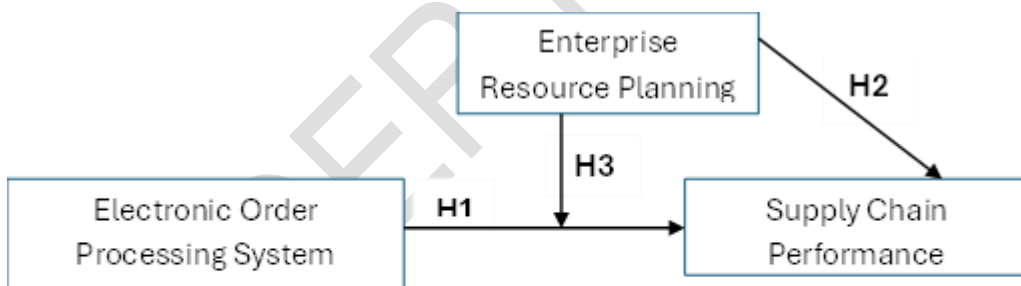 Enterprise
Resource Planning
H2
H3
Electronic Order
Processing System
H1
Supply Chain
Performance